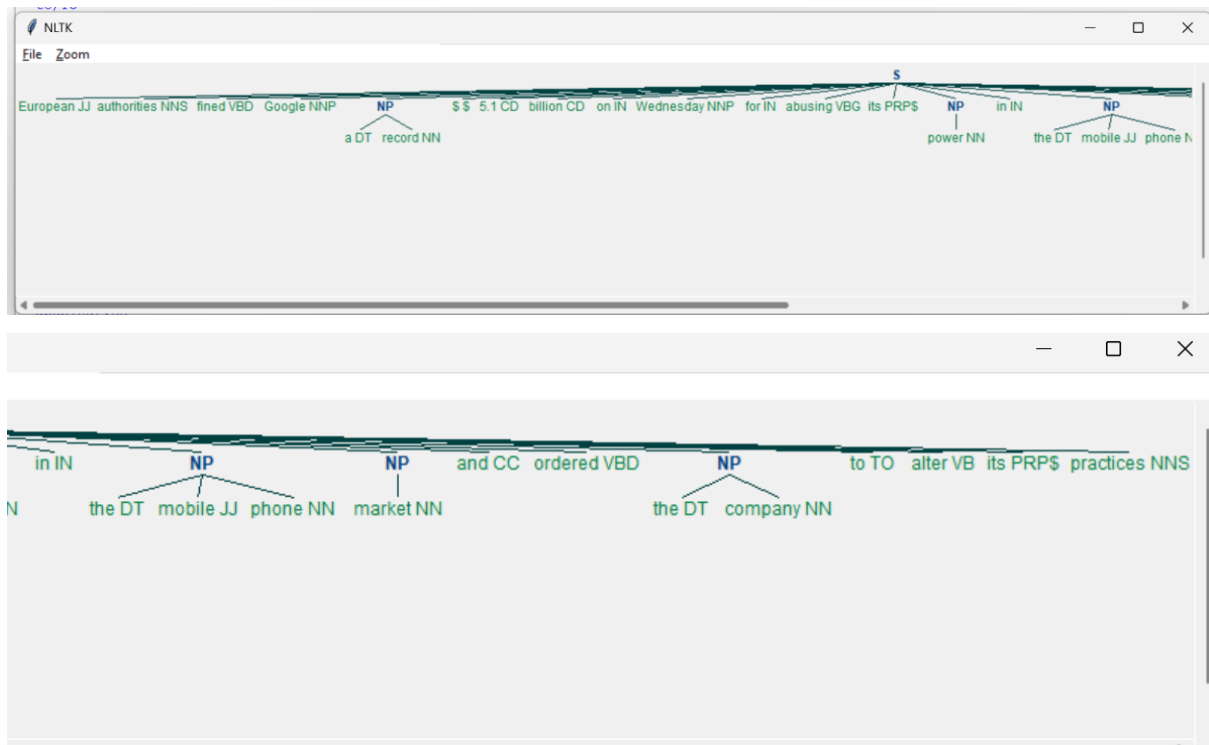 NLTK
File Zoom
S
European JJ authorities NNS fined VBD Google NNP NP $ $ 5.1 CD billion CD on IN Wednesday NNP for IN abusing VBG its PRP$ NP in IN NP
a DT record NN power NN the DT mobile JJ phone N
in IN NP NP and CC ordered VBD NP to TO alter VB its PRP$ practices NNS
N the DT mobile JJ phone NN market NN the DT company NN